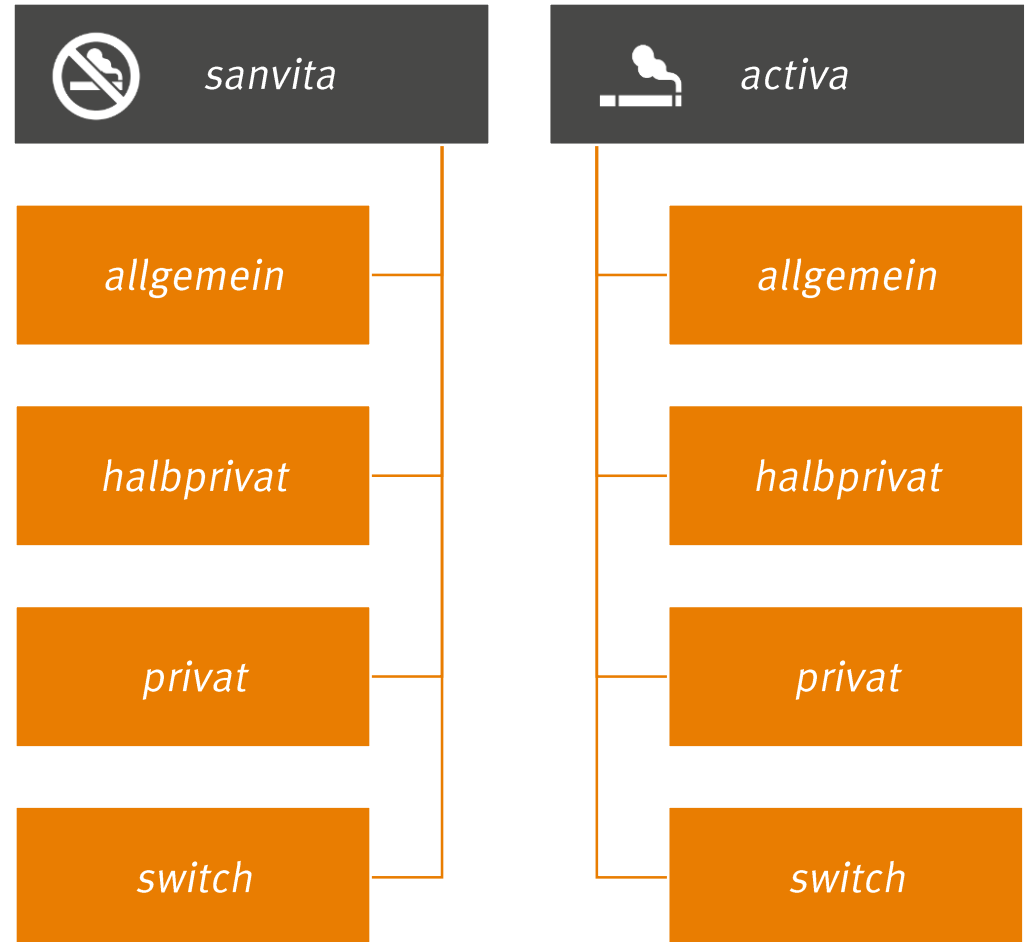 sanvita
allgemein
halbprivat
privat
switch
activa
allgemein
halbprivat
privat
switch